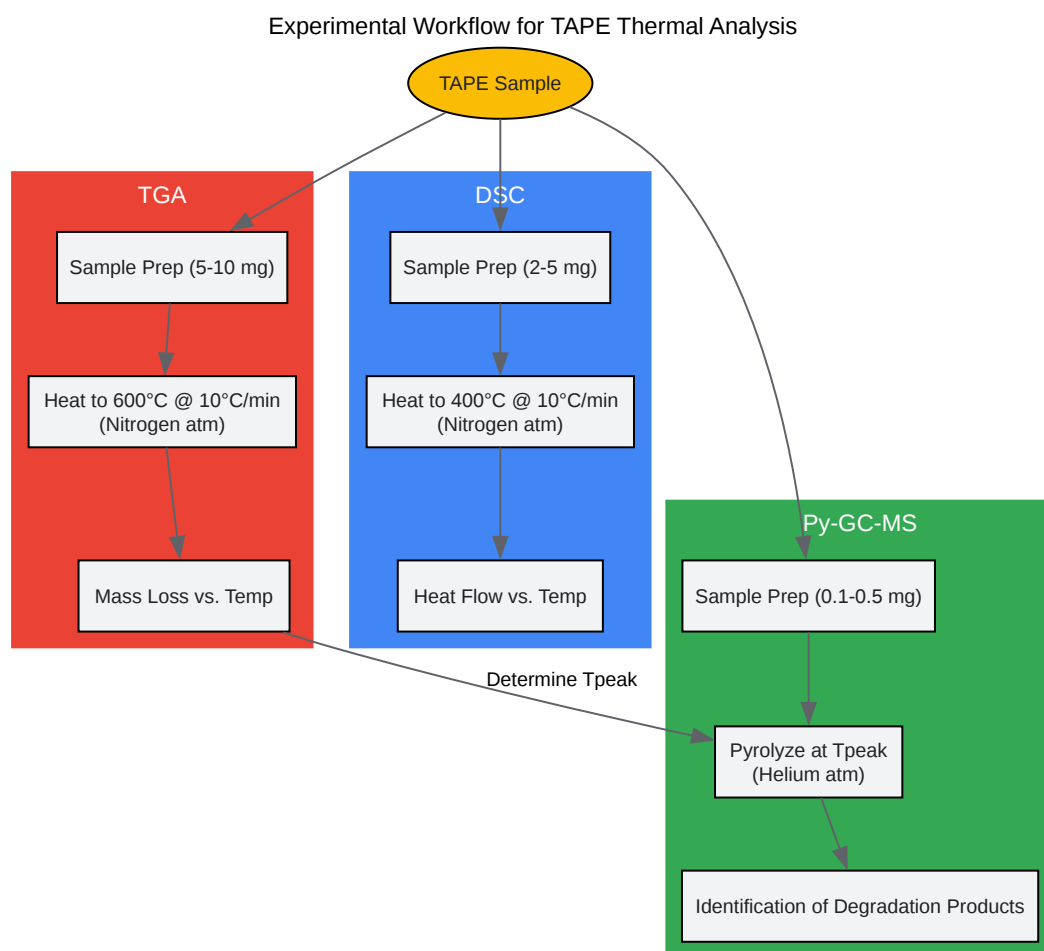 Experimental Workflow for TAPE Thermal Analysis
TAPE Sample
TGA
Sample Prep (5-10 mg)
Heat to 600°C @ 10°C/min
(Nitrogen atm)
Mass Loss vs. Temp
DSC
Sample Prep (2-5 mg)
Heat to 400°C @ 10°C/min
(Nitrogen atm)
Heat Flow vs. Temp
Determine Tpeak
Py-GC-MS
Sample Prep (0.1-0.5 mg)
Pyrolyze at Tpeak
(Helium atm)
Identification of Degradation Products